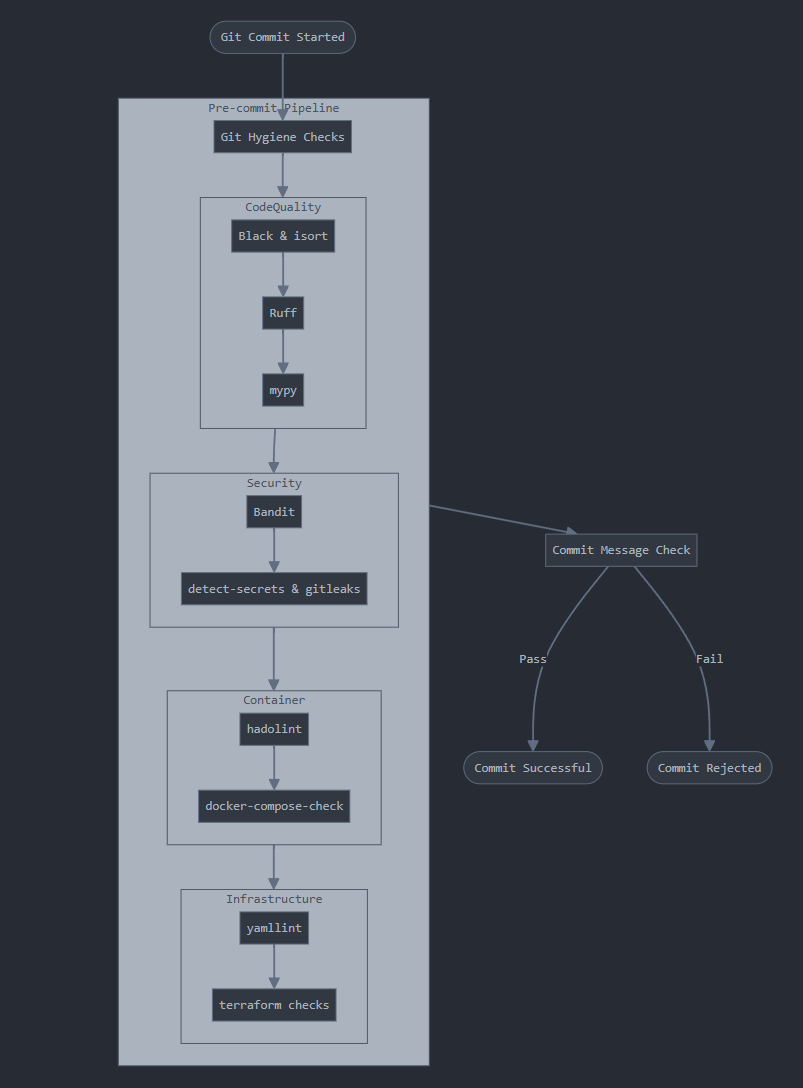 Git Commit Started
Pre-commit Pipeline
Git Hygiene Checks
CodeQuality
Black & isort
Ruff
mypy
Security
Bandit
detect-secrets & gitleaks
Container
hadolint
docker-compose-check
Infrastructure
yamllint
terraform checks
Commit Message Check
Pass
Fail
Commit Successful
Commit Rejected